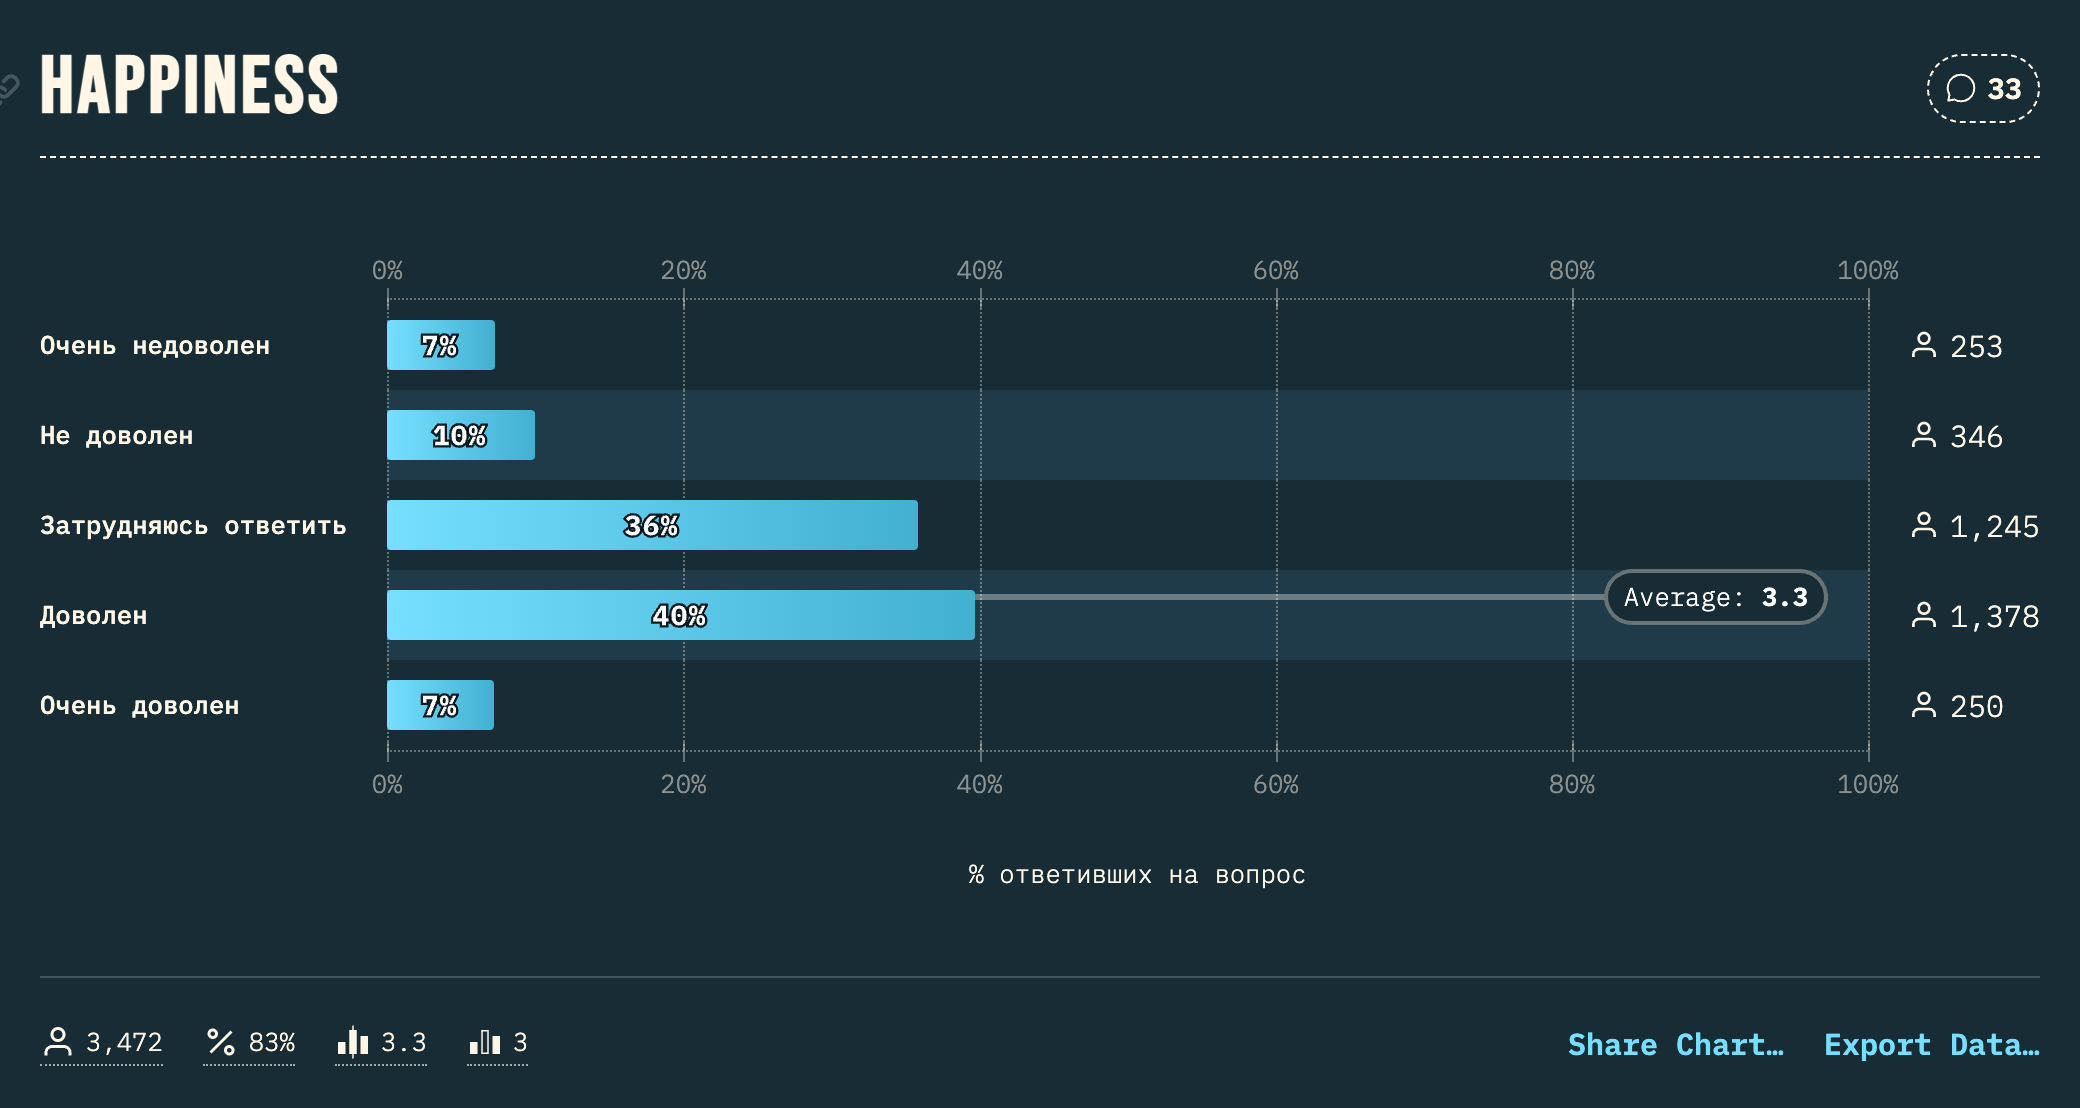 HAPPINESS
33
0% 20% 40% 60% 80% 100%
Очень недоволен 7% 253
Не доволен 10% 346
Затрудняюсь ответить 36% 1,245
Average: 3.3
Доволен 40% 1,378
Очень доволен 7% 250
0% 20% 40% 60% 80% 100%
% ответивших на вопрос
3,472 83% 3.3 3 Share Chart… Export Data…